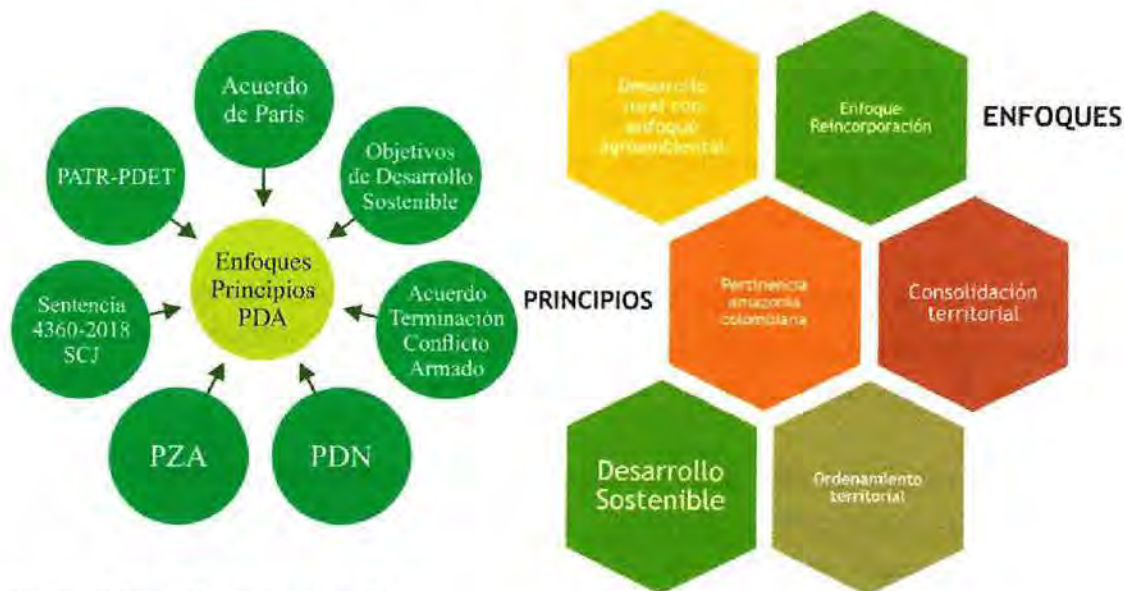 Acuerdo
de París
PATR-PDET
Objetivos
de Desarrollo
Sostenible
Enfoques
Principios
PDA
Sentencia
4360-2018
SCJ
Acuerdo
Terminación
Conflicto
Armado
PZA
PDN
Desarrollo
rural con
enfoque
agroambiental
Enfoque
Reincorporación
ENFOQUES
PRINCIPIOS
Pertinencia
amazonia
colombiana
Consolidación
territorial
Desarrollo
Sostenible
Ordenamiento
territorial